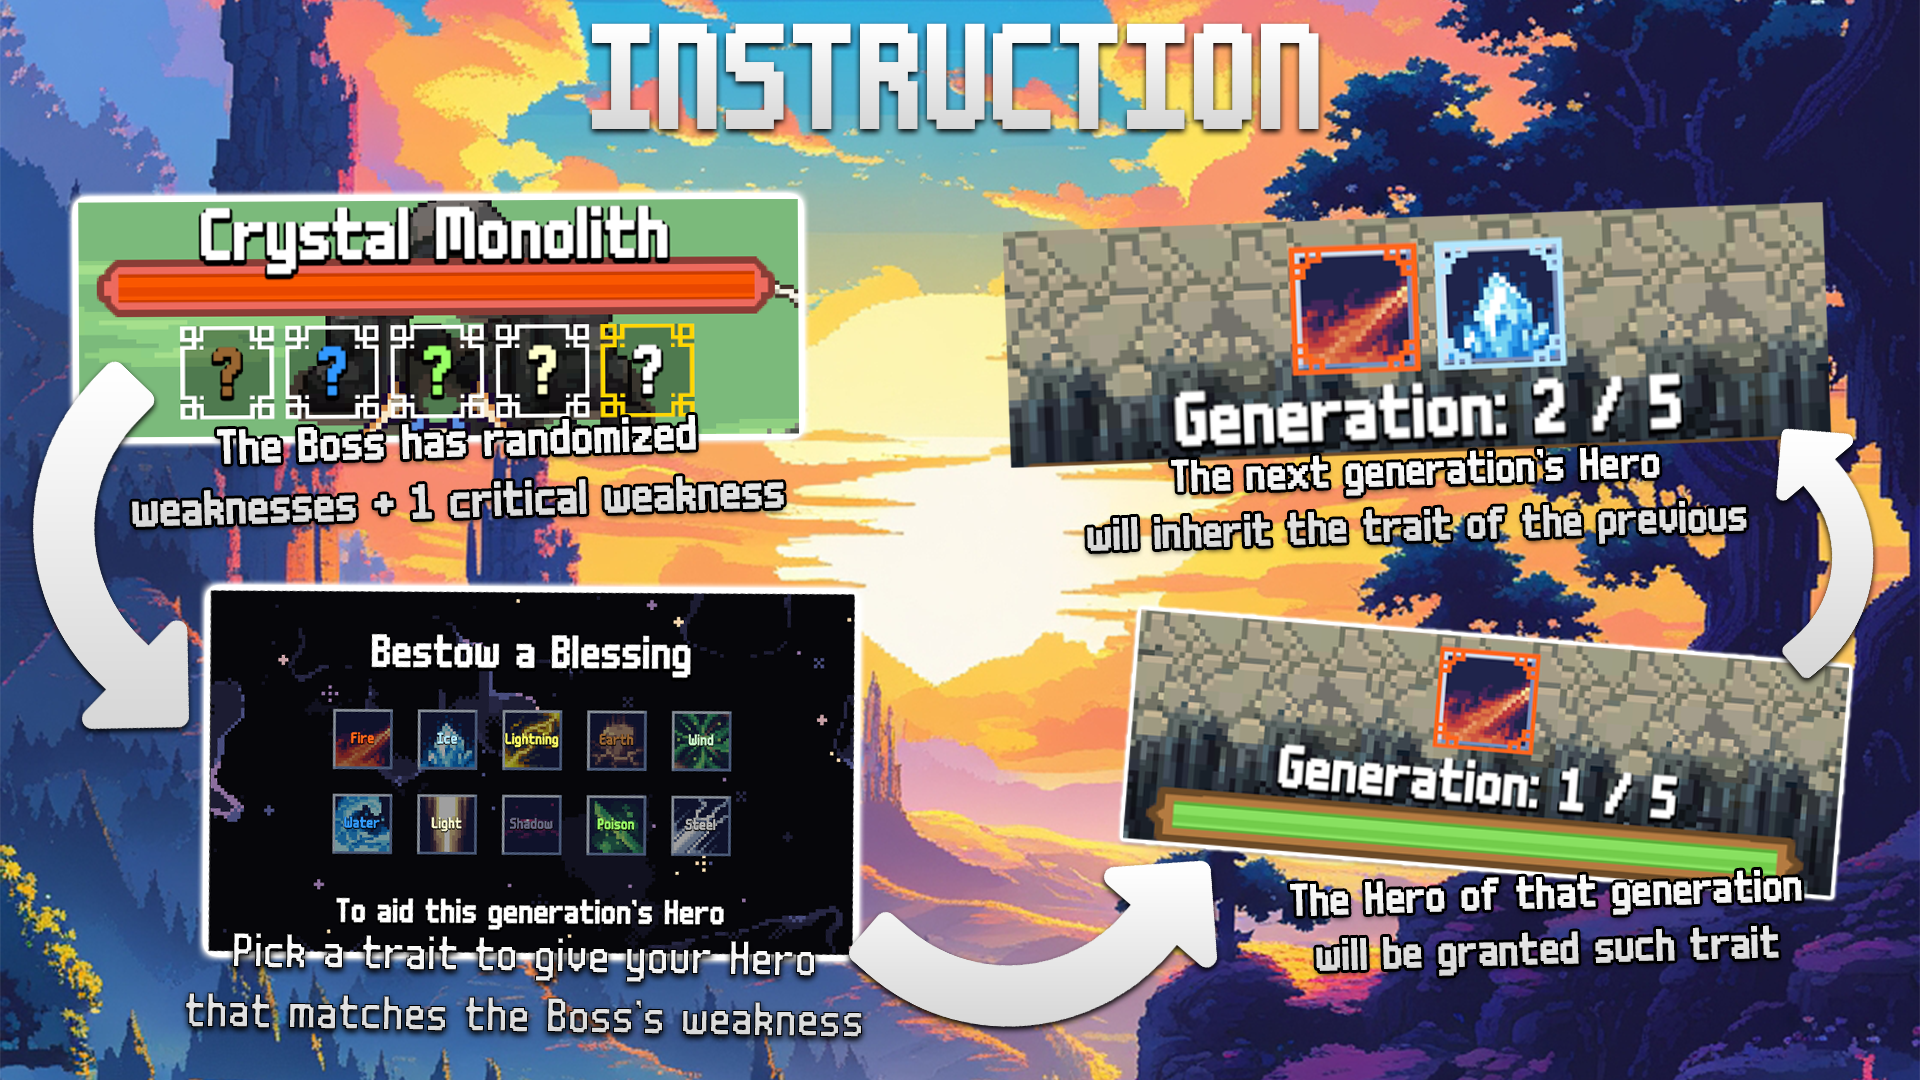 INSTRUCTION
Crystal Monolith
? ? ? ? ?
The Boss has randomized
weaknesses + 1 critical weakness
Bestow a Blessing
Fire Ice Lightning Earth Wind
Water Light Shadow Poison Steel
To aid this generation's Hero
Pick a trait to give your Hero
that matches the Boss's weakness
Generation: 1 / 5
The Hero of that generation
will be granted such trait
Generation: 2 / 5
The next generation's Hero
will inherit the trait of the previous